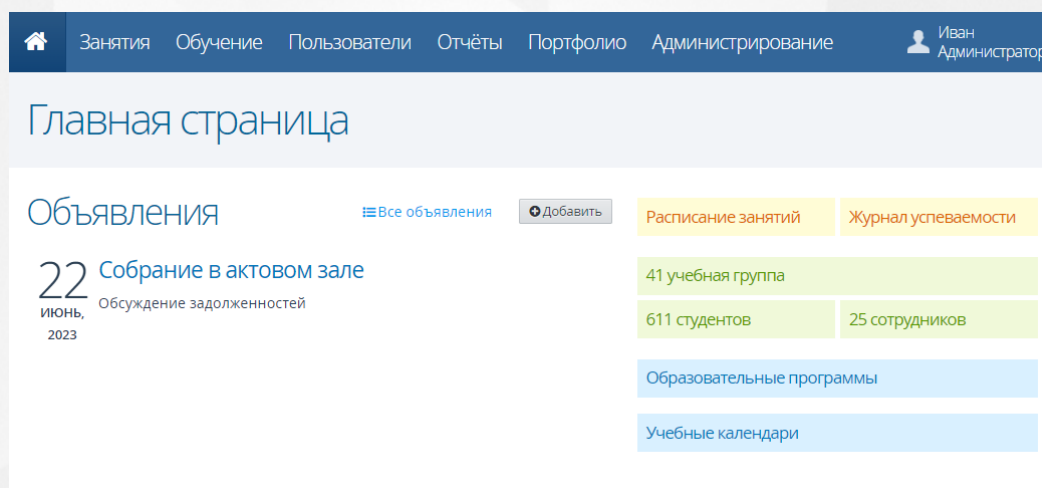 Занятия Обучение Пользователи Отчёты Портфолио Администрирование Иван
Администратор
Главная страница
Объявления Все объявления Добавить
22 Собрание в актовом зале
июнь, Обсуждение задолженностей
2023
Расписание занятий Журнал успеваемости
41 учебная группа
611 студентов 25 сотрудников
Образовательные программы
Учебные календари